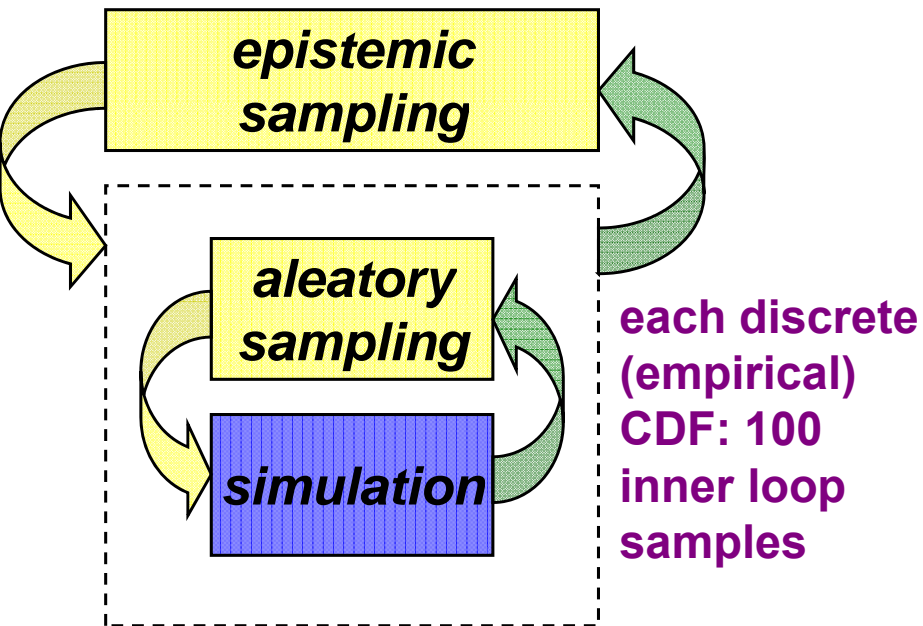 epistemic
sampling
aleatory
sampling
simulation
each discrete
(empirical)
CDF: 100
inner loop
samples